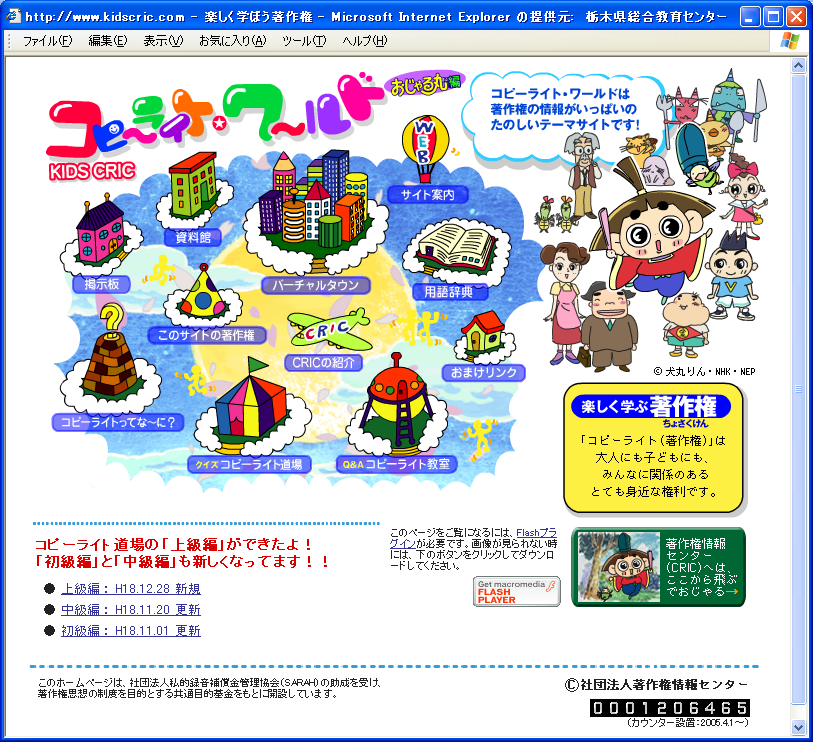 http://www.kidscric.com - 楽しく学ぼう著作権 - Microsoft Internet Explorer の提供元: 栃木県総合教育センター
ファイル(F) 編集(E) 表示(V) お気に入り(A) ツール(T) ヘルプ(H)
コピーライト・ワールド おじゃる丸編
KIDS CRIC
コピーライト・ワールドは
著作権の情報がいっぱいの
たのしいテーマサイトです!
WEB
サイト案内
資料館
掲示板
バーチャルタウン
用語辞典
このサイトの著作権
CRIC
CRICの紹介
おまけリンク
コピーライトってな〜に?
クイズ コピーライト道場
Q&A コピーライト教室
© 犬丸りん・NHK・NEP
楽しく学ぶ 著作権
ちょさくけん
「コピーライト(著作権)」は
大人にも子どもにも、
みんなに関係のある
とても身近な権利です。
コピーライト道場の「上級編」ができたよ!
「初級編」と「中級編」も新しくなってます!!
● 上級編: H18.12.28 新規
● 中級編: H18.11.20 更新
● 初級編: H18.11.01 更新
このページをご覧になるには、Flashプラ
グインが必要です。画像が見られない時
には、下のボタンをクリックしてダウンロ
ードしてください。
Get macromedia
FLASH
PLAYER
著作権情報
センター
(CRIC)へは、
ここから飛ぶ
でおじゃる→
このホームページは、社団法人私的録音補償金管理協会(SARAH)の助成を受け、
著作権思想の制度を目的とする共通目的基金をもとに開設しています。
©社団法人著作権情報センター
0001206465
(カウンター設置:2005.4.1〜)